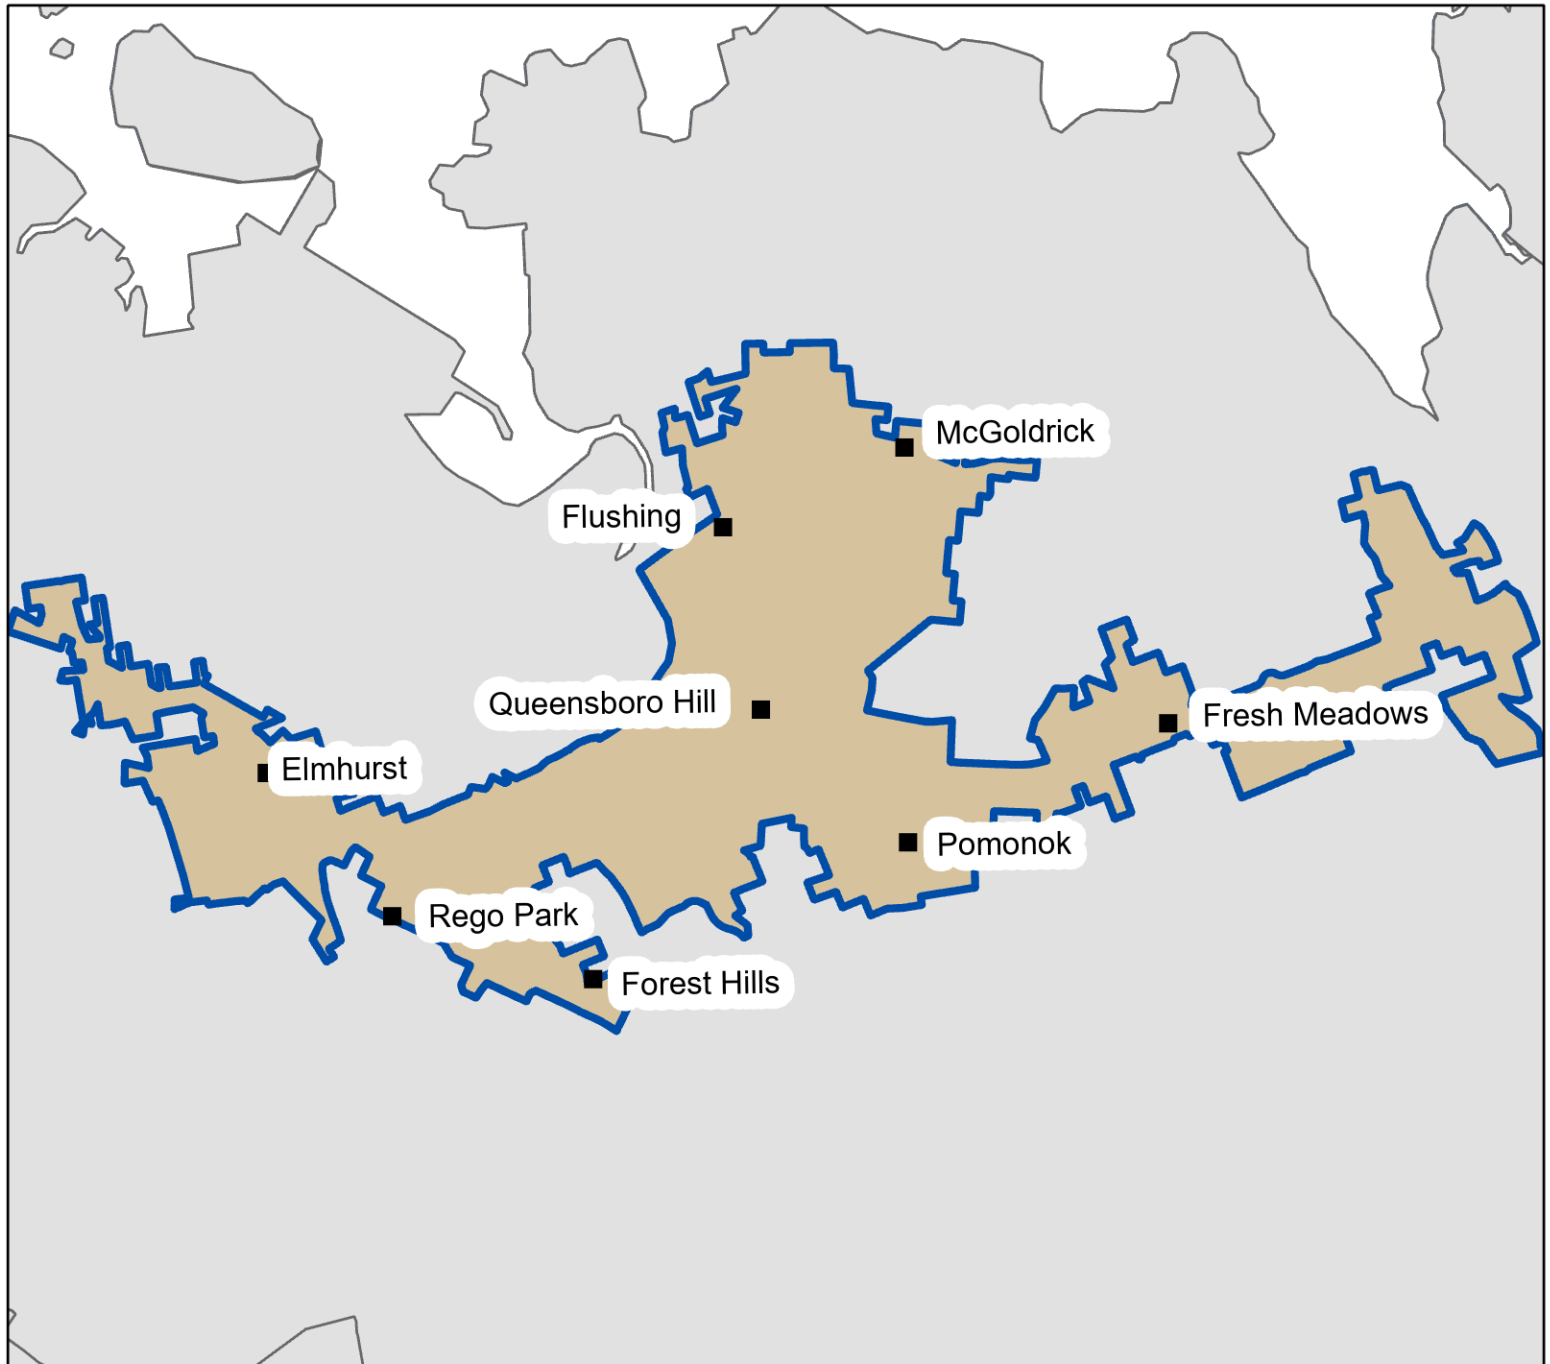 McGoldrick
Flushing
Queensboro Hill
Fresh Meadows
Elmhurst
Pomonok
Rego Park
Forest Hills